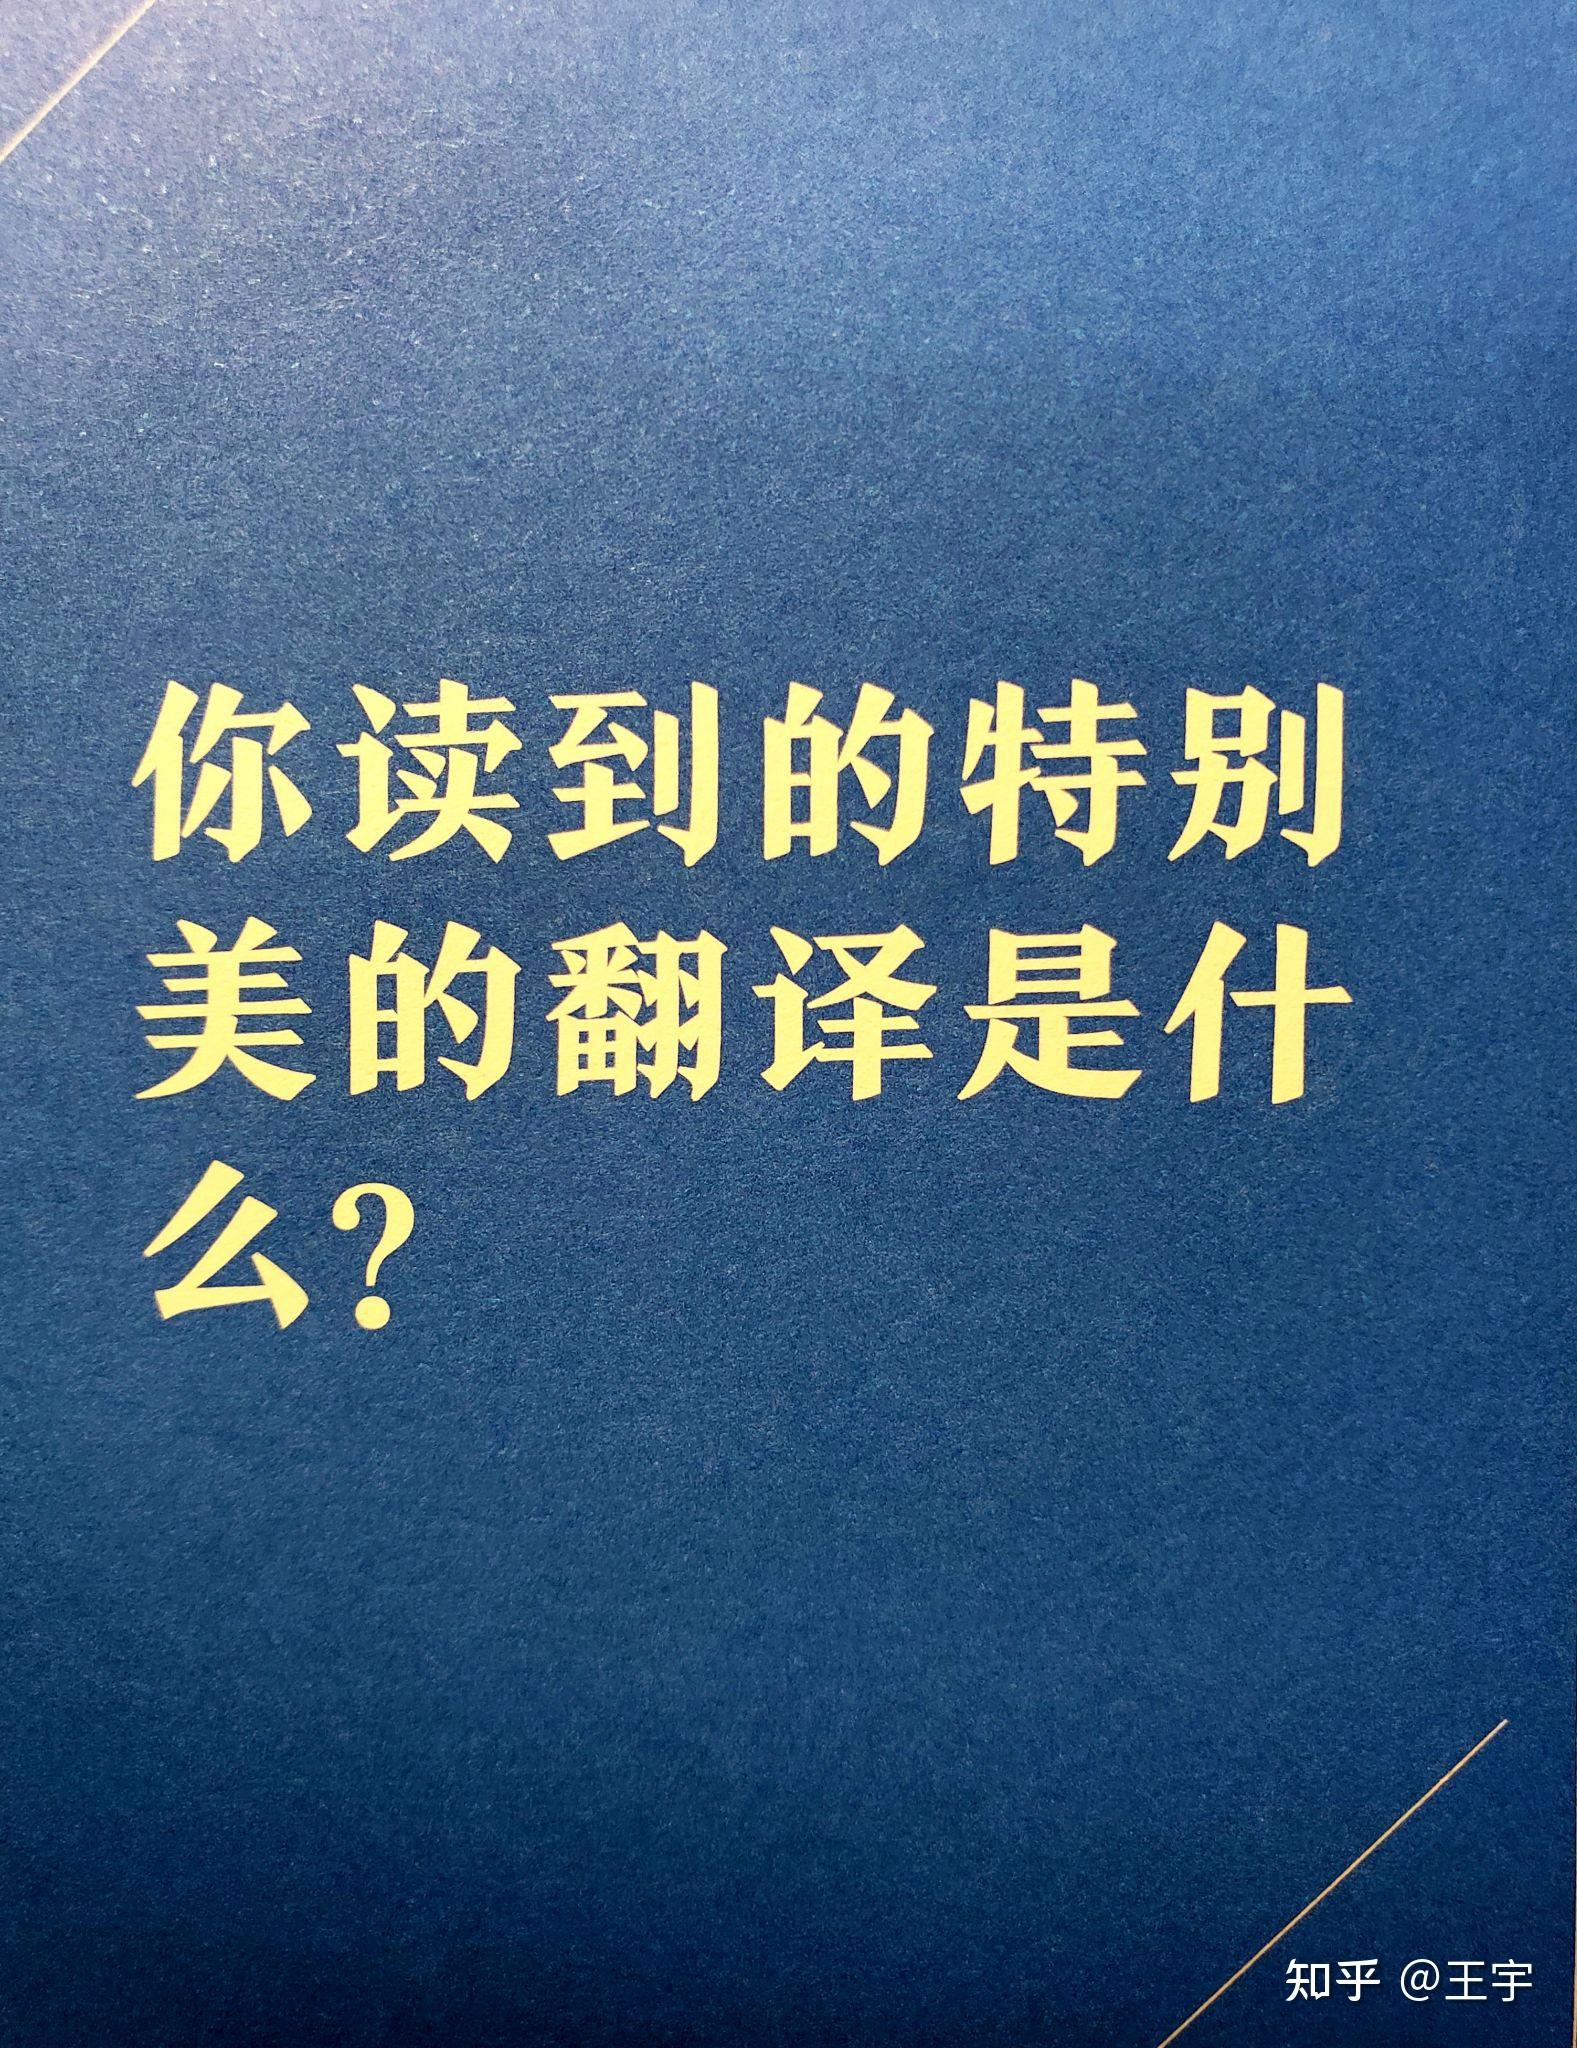 你读到的特别
美的翻译是什
么?
知乎 @王宇